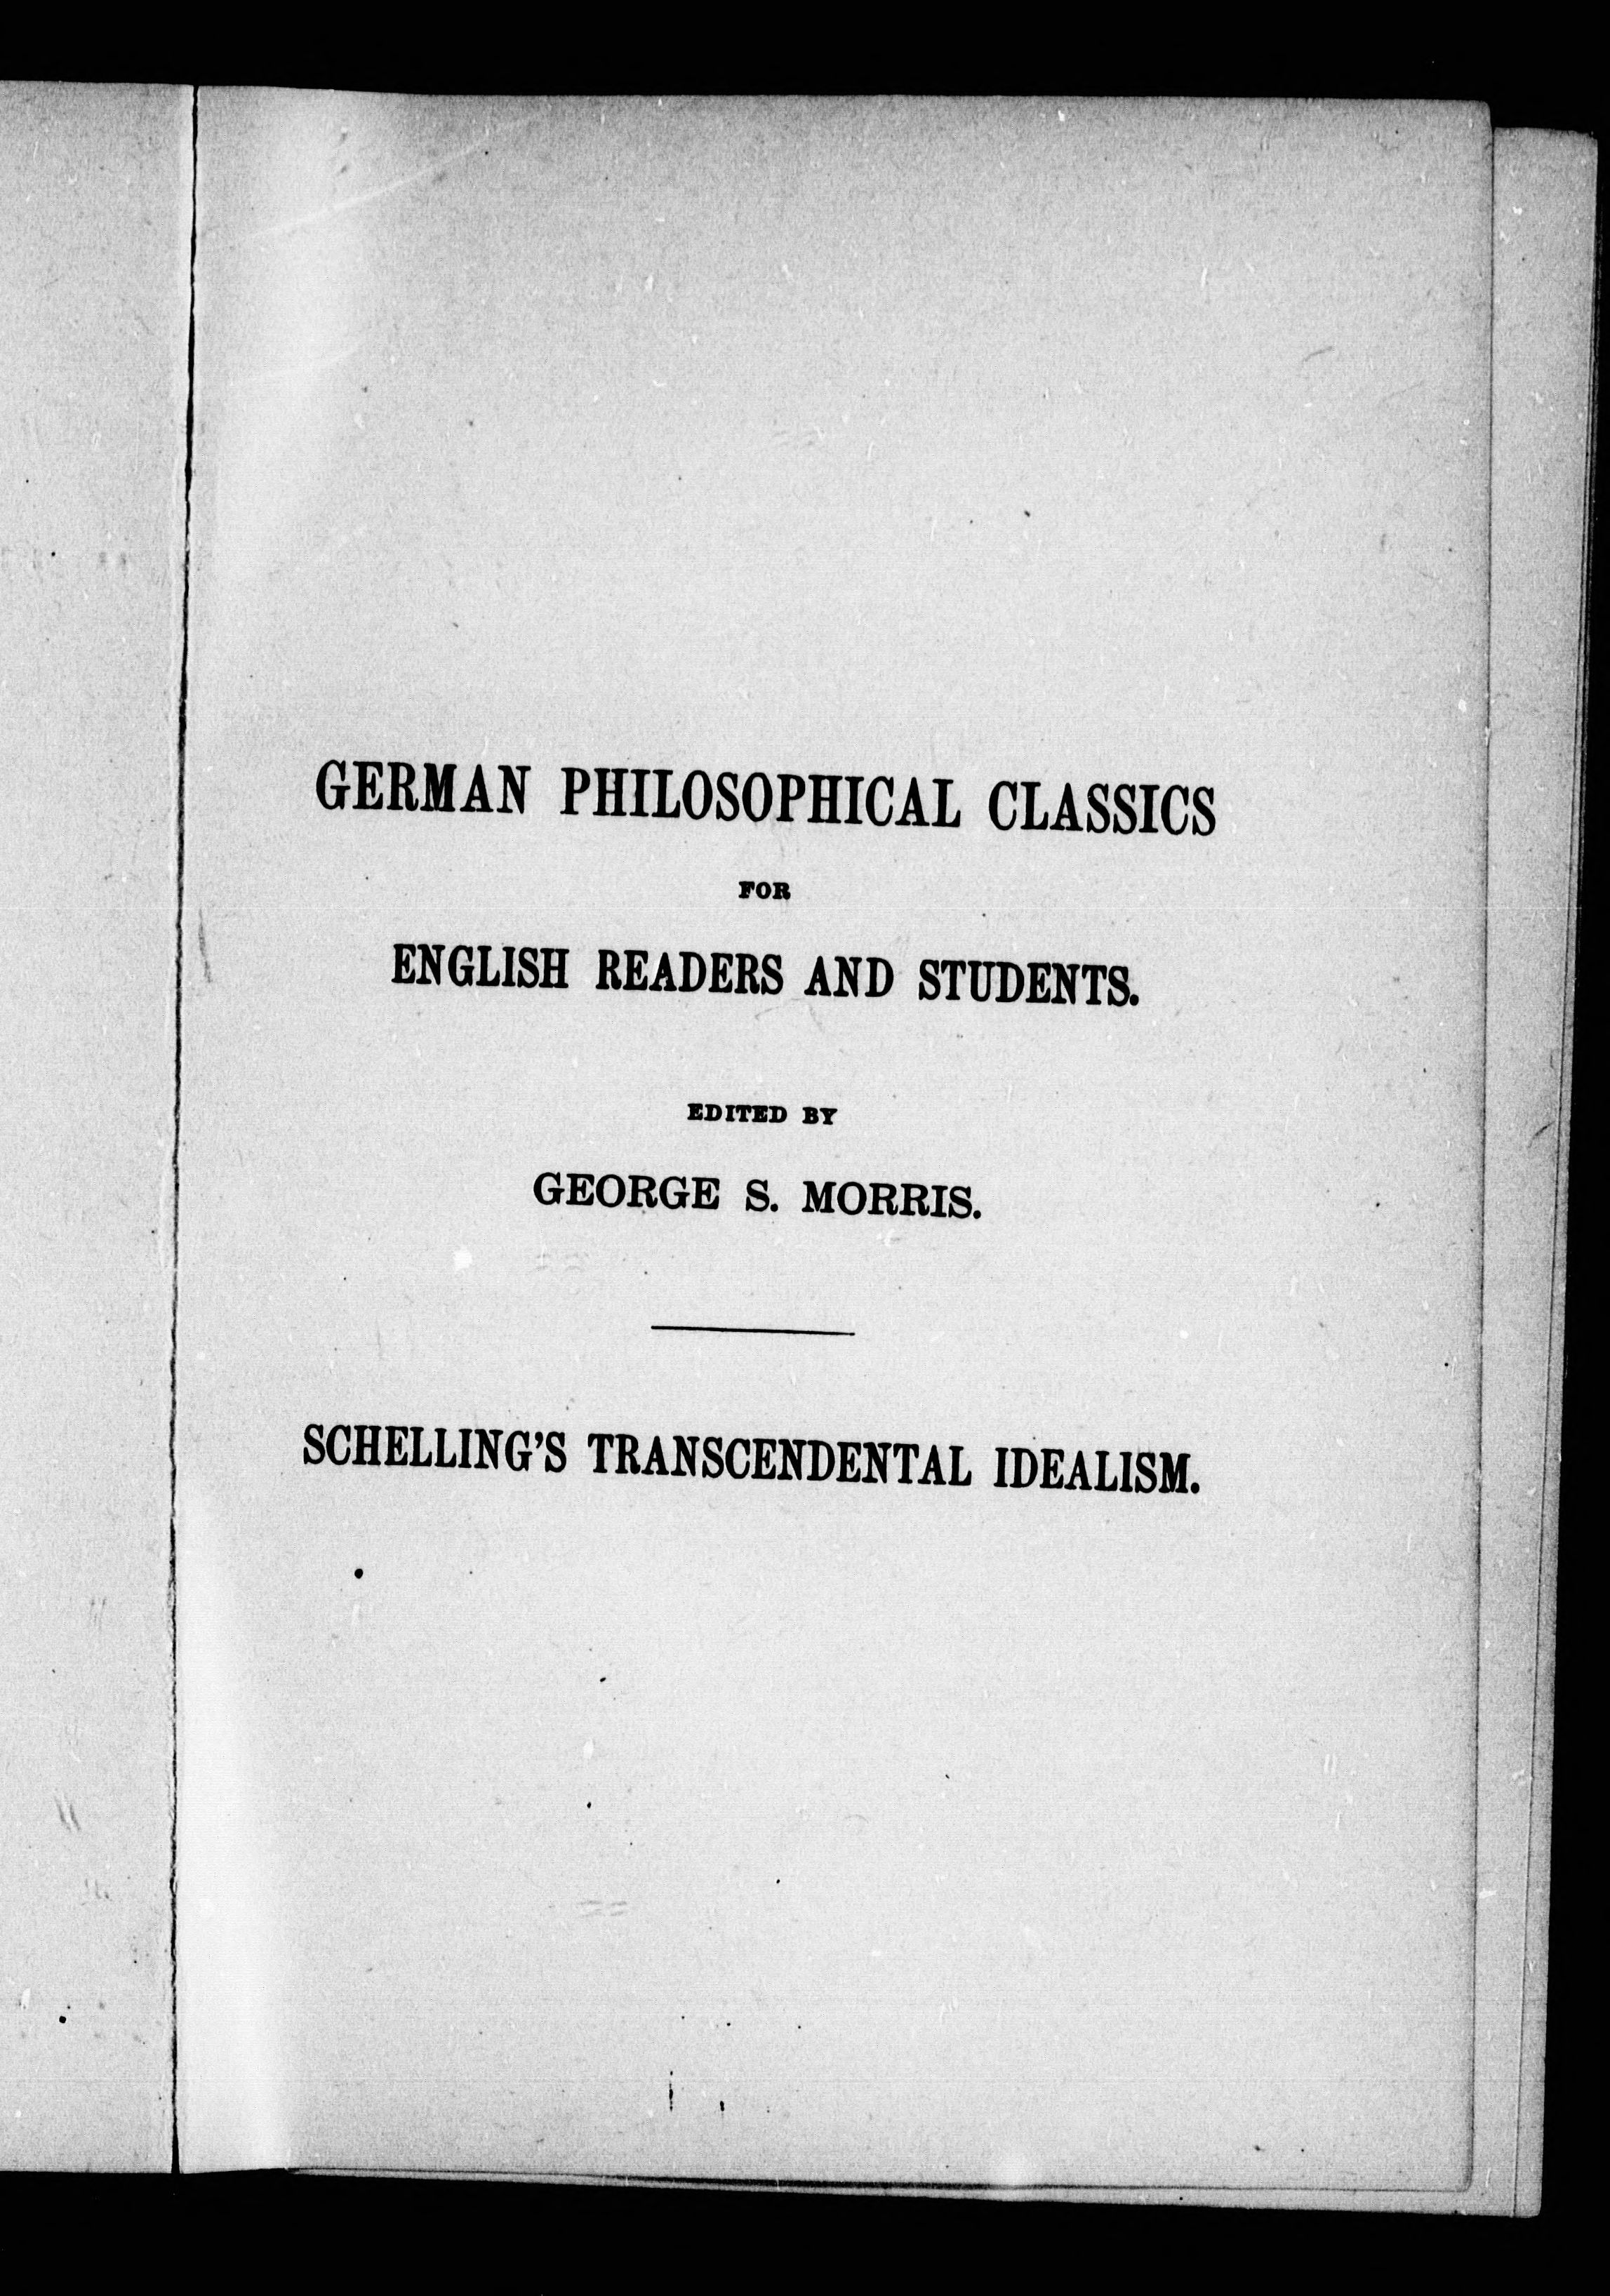 GERMAN PHILOSOPHICAL CLASSICS
FOR
ENGLISH READERS AND STUDENTS.
EDITED BY
GEORGE S. MORRIS.
SCHELLING'S TRANSCENDENTAL IDEALISM.